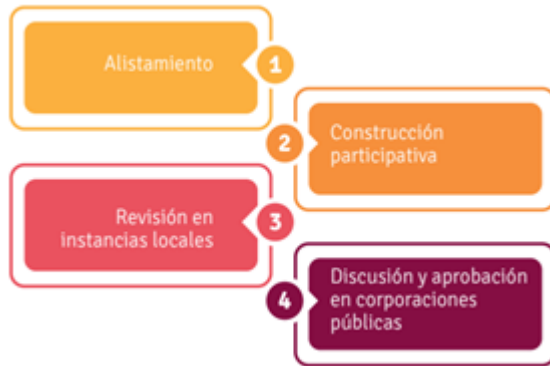 Alistamiento
1
2
Construcción
participativa
Revisión en
instancias locales
3
4
Discusión y aprobación
en corporaciones
públicas